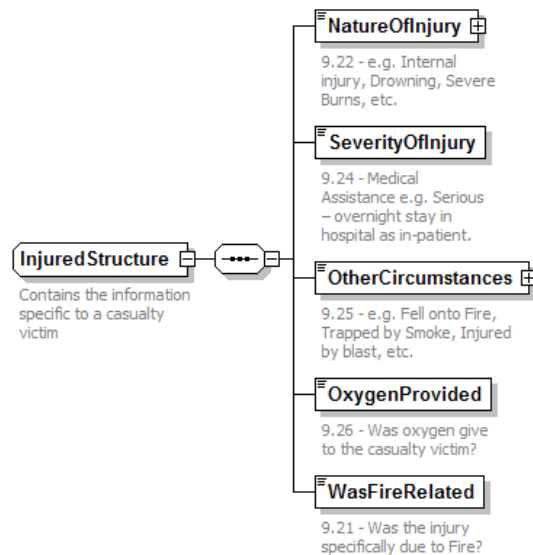 NatureOfInjury
9.22 - e.g. Internal
injury, Drowning, Severe
Burns, etc.
SeverityOfInjury
9.24 - Medical
Assistance e.g. Serious
– overnight stay in
hospital as in-patient.
InjuredStructure
Contains the information
specific to a casualty
victim
OtherCircumstances
9.25 - e.g. Fell onto Fire,
Trapped by Smoke, Injured
by blast, etc.
OxygenProvided
9.26 - Was oxygen give
to the casualty victim?
WasFireRelated
9.21 - Was the injury
specifically due to Fire?